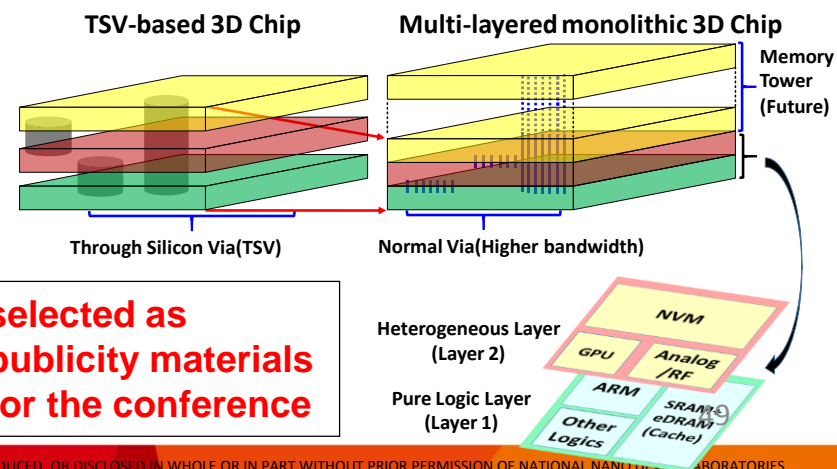 TSV-based 3D Chip
Multi-layered monolithic 3D Chip
Memory
Tower
(Future)
Through Silicon Via(TSV)
Normal Via(Higher bandwidth)
selected as
publicity materials
or the conference
Heterogeneous Layer
(Layer 2)
NVM
GPU
Analog
/RF
Pure Logic Layer
(Layer 1)
ARM
Other
Logics
SRAM+
eDRAM
(Cache)
49
OR DISCLOSED IN WHOLE OR IN PART WITHOUT PRIOR PERMISSION OF NATIONAL